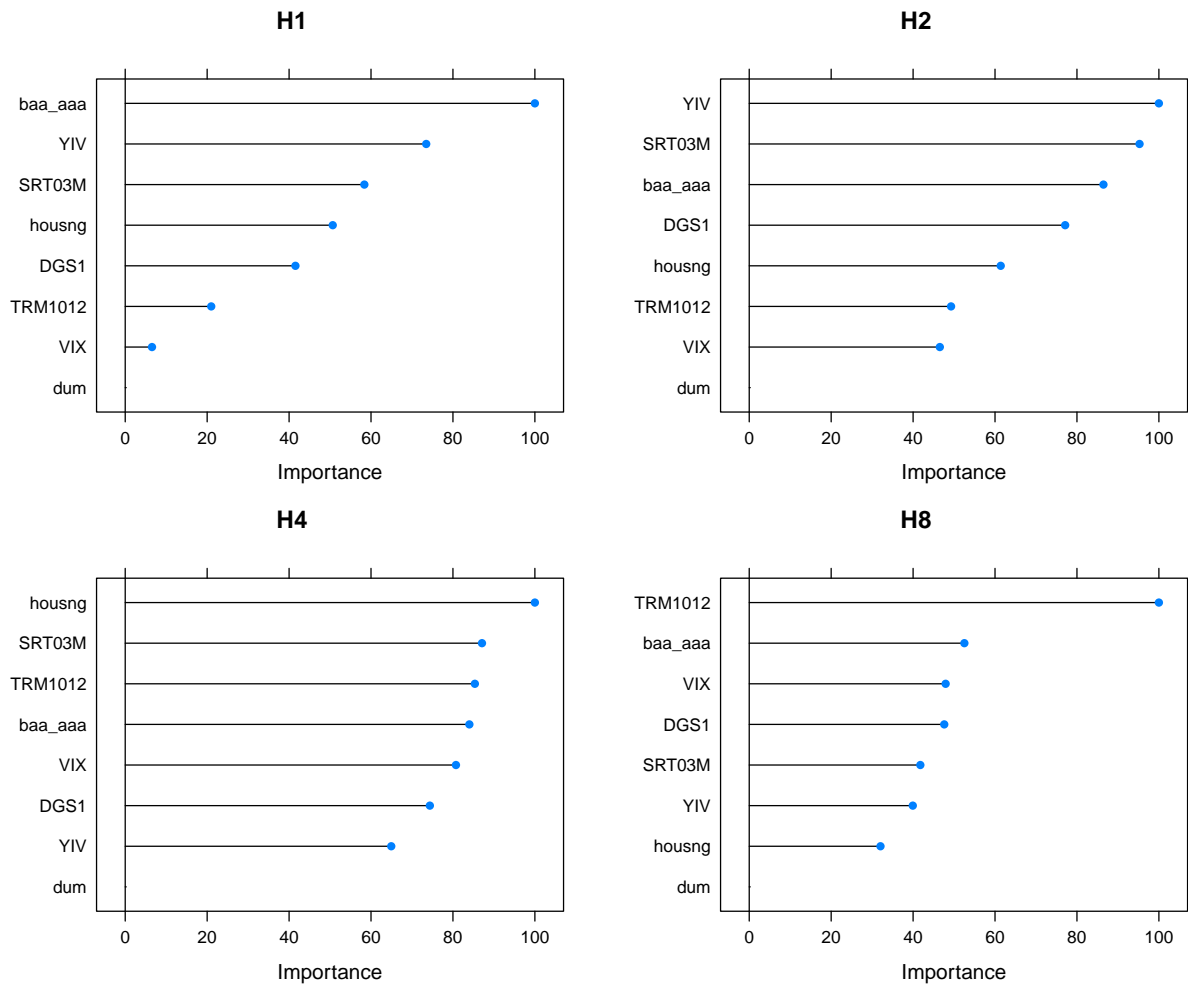 H1
baa_aaa
YIV
SRT03M
housng
DGS1
TRM1012
VIX
dum
0 20 40 60 80 100
Importance
H2
YIV
SRT03M
baa_aaa
DGS1
housng
TRM1012
VIX
dum
0 20 40 60 80 100
Importance
H4
housng
SRT03M
TRM1012
baa_aaa
VIX
DGS1
YIV
dum
0 20 40 60 80 100
Importance
H8
TRM1012
baa_aaa
VIX
DGS1
SRT03M
YIV
housng
dum
0 20 40 60 80 100
Importance